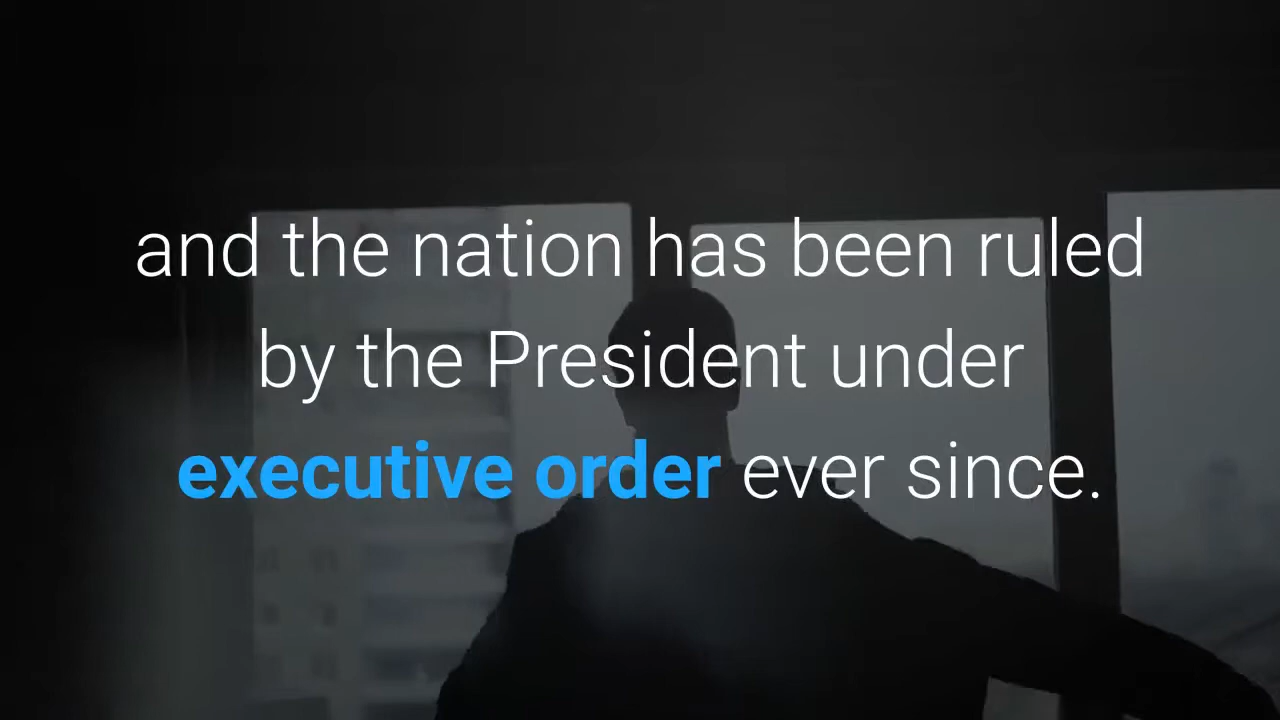 and the nation has been ruled
by the President under
executive order ever since.